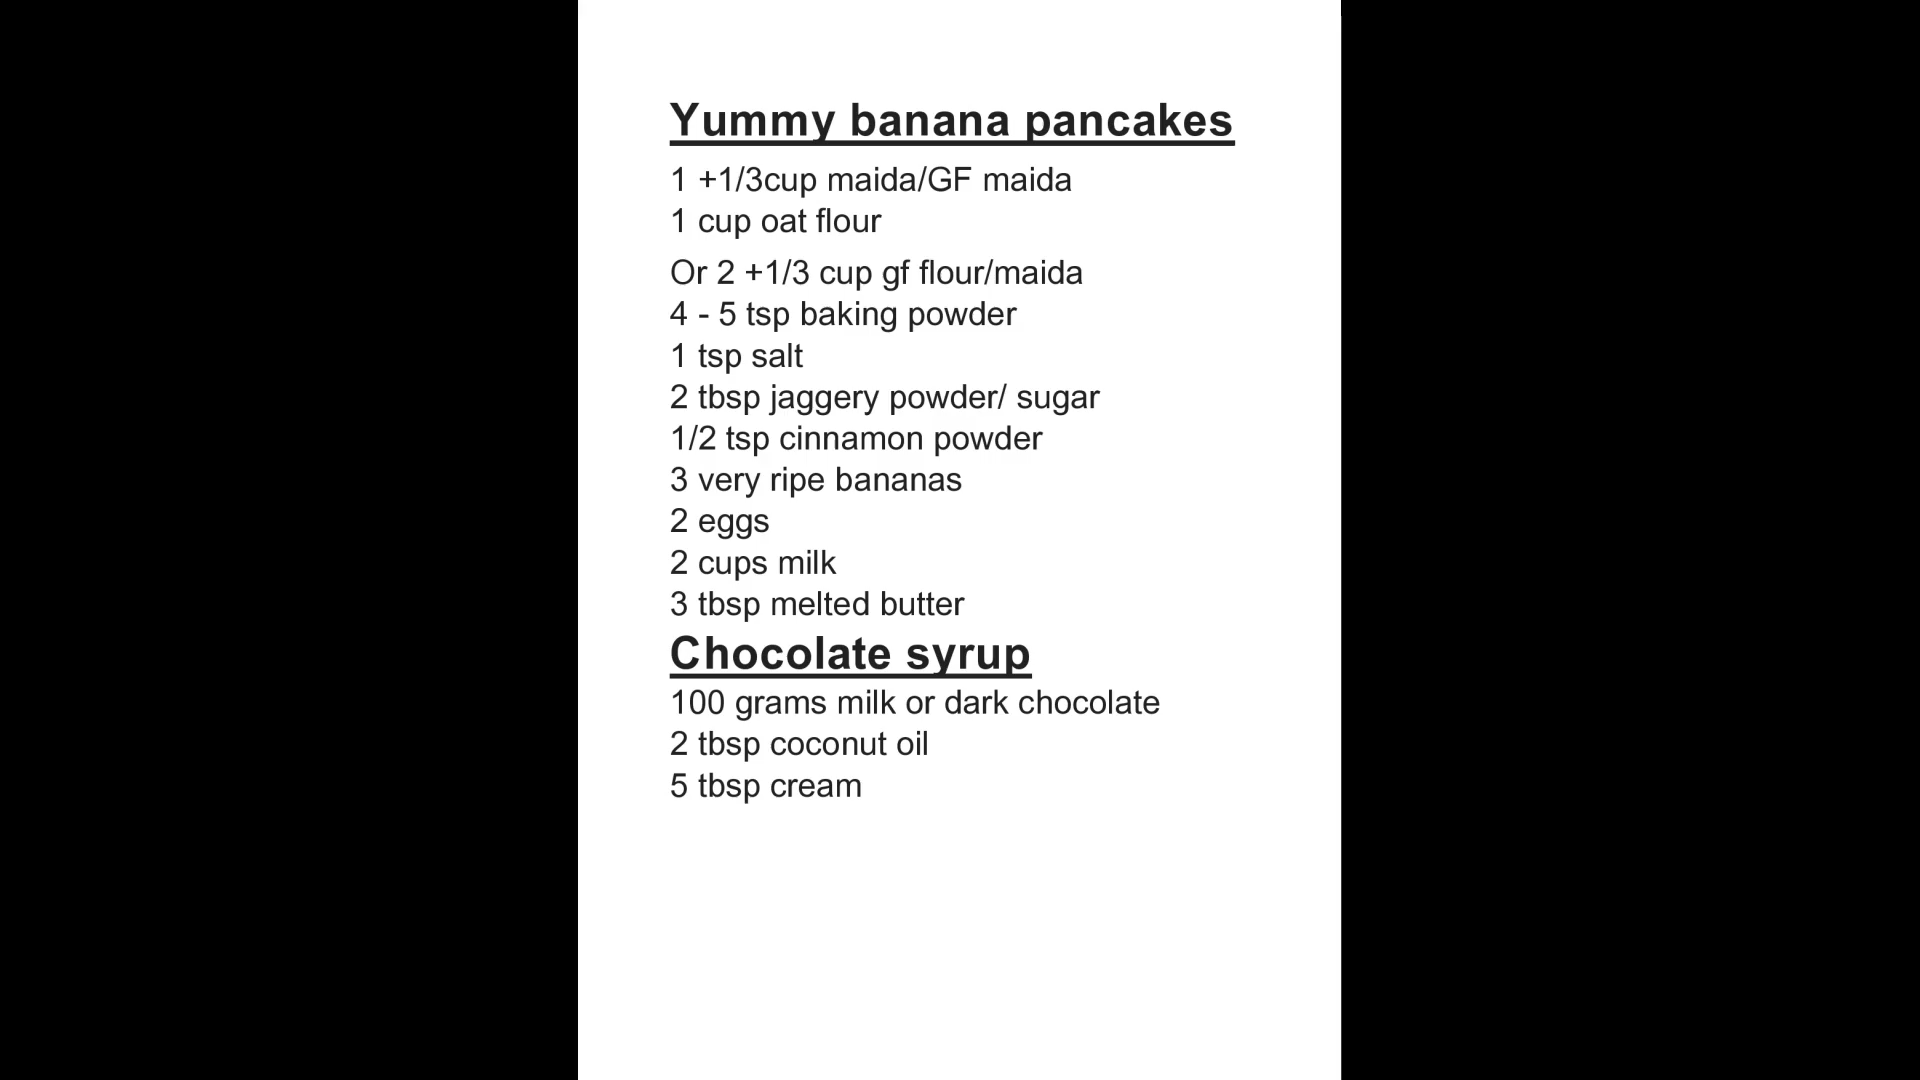 Yummy banana pancakes
1 +1/3cup maida/GF maida
1 cup oat flour
Or 2 +1/3 cup gf flour/maida
4 - 5 tsp baking powder
1 tsp salt
2 tbsp jaggery powder/ sugar
1/2 tsp cinnamon powder
3 very ripe bananas
2 eggs
2 cups milk
3 tbsp melted butter
Chocolate syrup
100 grams milk or dark chocolate
2 tbsp coconut oil
5 tbsp cream